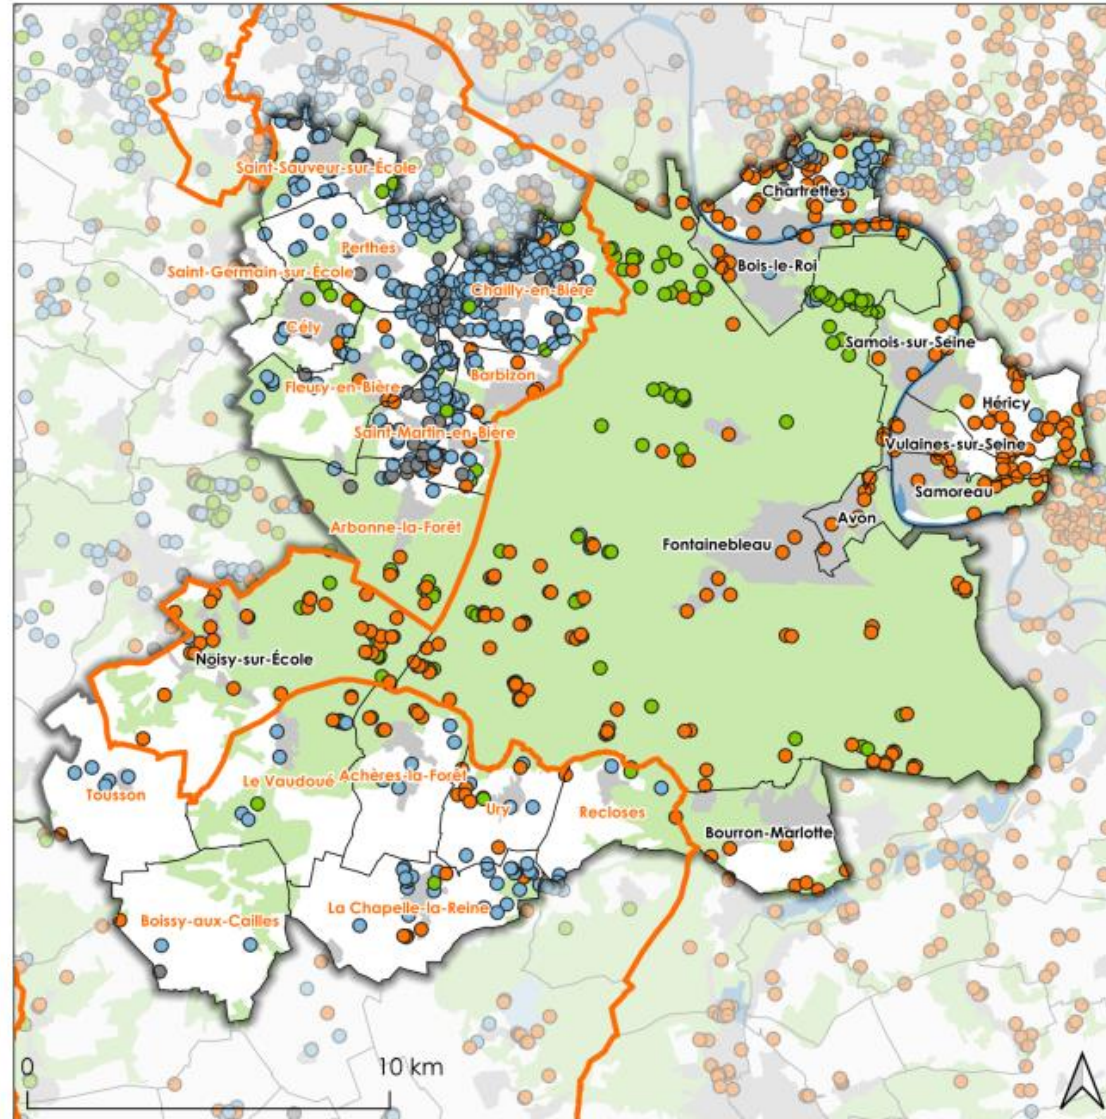 Saint-Sauveur-sur-École
Chartrettes
Perthes
Bois-le-Roi
Saint-Germain-sur-École
Chailly-en-Bière
Cély
Samois-sur-Seine
Barbizon
Fleury-en-Bière
Héricy
Saint-Martin-en-Bière
Vulaines-sur-Seine
Samoreau
Avon
Arbonne-la-Forêt
Fontainebleau
Noisy-sur-École
Achères-la-Forêt
Le Vaudoué
Tousson
Ury
Recloses
Bourron-Marlotte
La Chapelle-la-Reine
Boissy-aux-Cailles
0 10 km